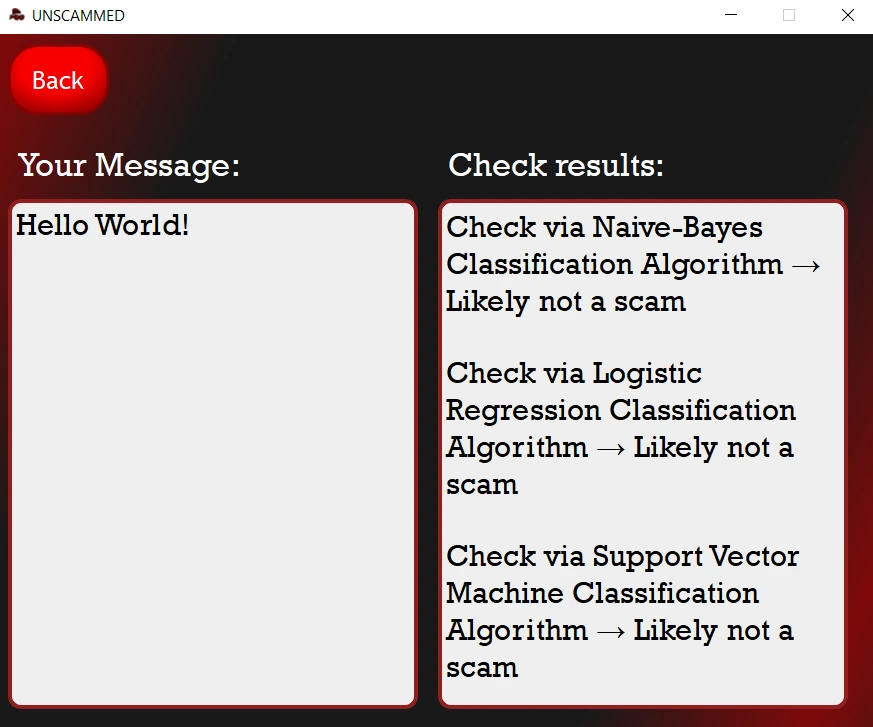 UNSCAMMED
Back
Your Message:
Hello World!
Check results:
Check via Naive-Bayes
Classification Algorithm →
Likely not a scam
Check via Logistic
Regression Classification
Algorithm → Likely not a
scam
Check via Support Vector
Machine Classification
Algorithm → Likely not a
scam